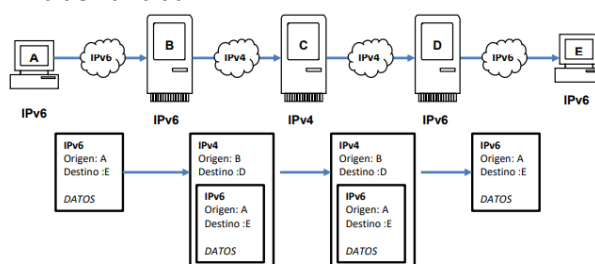 A
IPv6
B
IPv4
C
IPv4
D
IPv6
E
IPv6
IPv6
IPv4
IPv6
IPv6
IPv6
Origen: A
Destino :E
DATOS
IPv4
Origen: B
Destino :D
IPv6
Origen: A
Destino :E
DATOS
IPv4
Origen: B
Destino :D
IPv6
Origen: A
Destino :E
DATOS
IPv6
Origen: A
Destino :E
DATOS